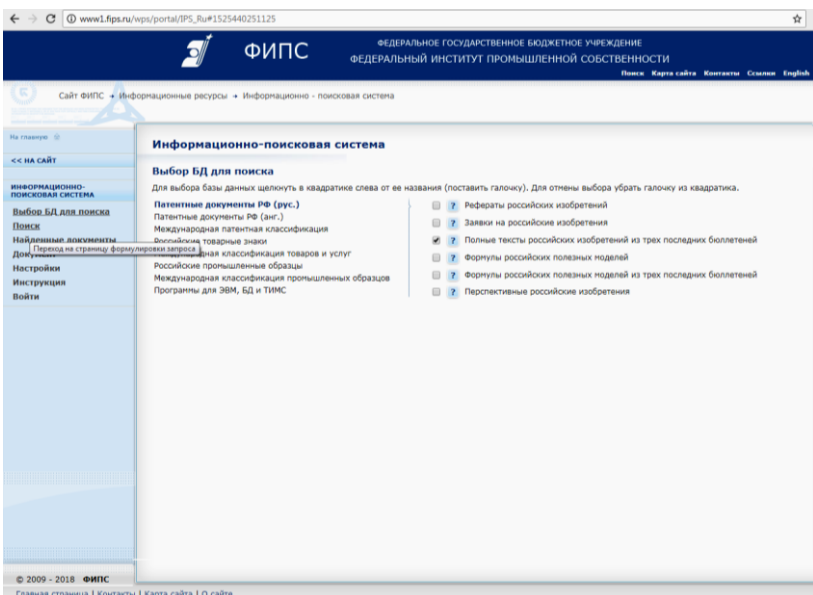 www1.fips.ru/wps/portal/IPS_Ru#1525440251125
ФИПС
ФЕДЕРАЛЬНОЕ ГОСУДАРСТВЕННОЕ БЮДЖЕТНОЕ УЧРЕЖДЕНИЕ
ФЕДЕРАЛЬНЫЙ ИНСТИТУТ ПРОМЫШЛЕННОЙ СОБСТВЕННОСТИ
Поиск Карта сайта Контакты Ссылки English
Сайт ФИПС → Информационные ресурсы → Информационно - поисковая система
На главную
<< НА САЙТ
ИНФОРМАЦИОННО-
ПОИСКОВАЯ СИСТЕМА
Выбор БД для поиска
Поиск
Найденные документы
Переход на страницу формулировки запроса
Настройки
Инструкция
Войти
Информационно-поисковая система
Выбор БД для поиска
Для выбора базы данных щелкнуть в квадратике слева от ее названия (поставить галочку). Для отмены выбора убрать галочку из квадратика.
Патентные документы РФ (рус.)
Патентные документы РФ (анг.)
Международная патентная классификация
Российские товарные знаки
классификация товаров и услуг
Российские промышленные образцы
Международная классификация промышленных образцов
Программы для ЭВМ, БД и ТИМС
? Рефераты российских изобретений
? Заявки на российские изобретения
? Полные тексты российских изобретений из трех последних бюллетеней
? Формулы российских полезных моделей
? Формулы российских полезных моделей из трех последних бюллетеней
? Перспективные российские изобретения
© 2009 - 2018 ФИПС
Главная страница | Контакты | Карта сайта | О сайте